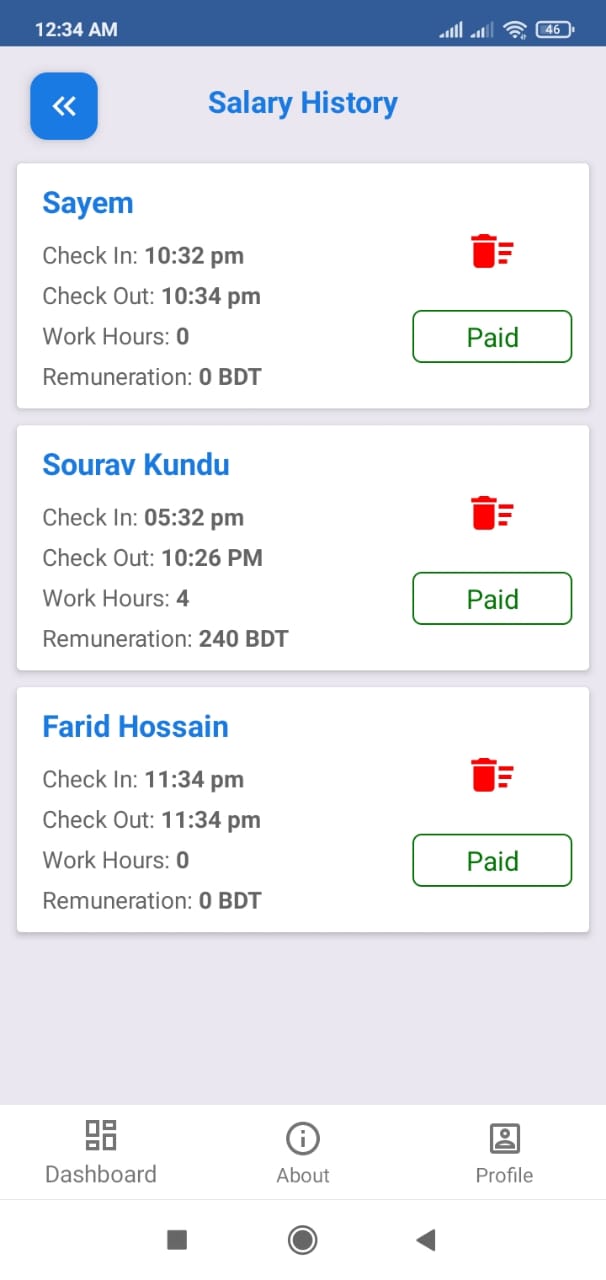 12:34 AM
46
Salary History
Sayem
Check In: 10:32 pm
Check Out: 10:34 pm
Work Hours: 0
Paid
Remuneration: 0 BDT
Sourav Kundu
Check In: 05:32 pm
Check Out: 10:26 PM
Work Hours: 4
Paid
Remuneration: 240 BDT
Farid Hossain
Check In: 11:34 pm
Check Out: 11:34 pm
Work Hours: 0
Paid
Remuneration: 0 BDT
Dashboard
About
Profile